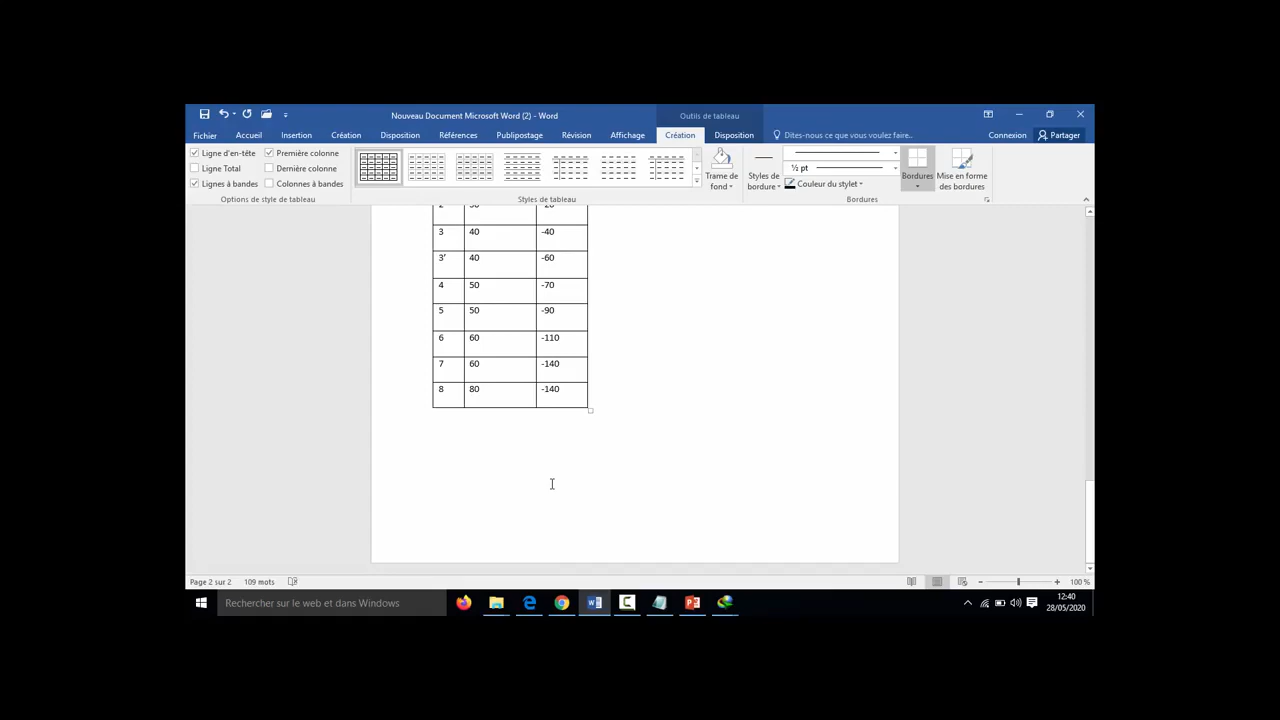 Nouveau Document Microsoft Word (2) - Word
Outils de tableau
Fichier Accueil Insertion Création Disposition Références Publipostage Révision Affichage Création Disposition Dites-nous ce que vous voulez faire.. Connexion Partager
Ligne d'en-tête Première colonne
Ligne Total Dernière colonne
Lignes à bandes Colonnes à bandes
Options de style de tableau
Styles de tableau
Trame de fond
Styles de bordure
½ pt
Couleur du stylet
Bordures
Mise en forme des bordures
Bordures
3 40 -40
3’ 40 -60
4 50 -70
5 50 -90
6 60 -110
7 60 -140
8 80 -140
Page 2 sur 2 109 mots 100 %
Rechercher sur le web et dans Windows
12:40
28/05/2020